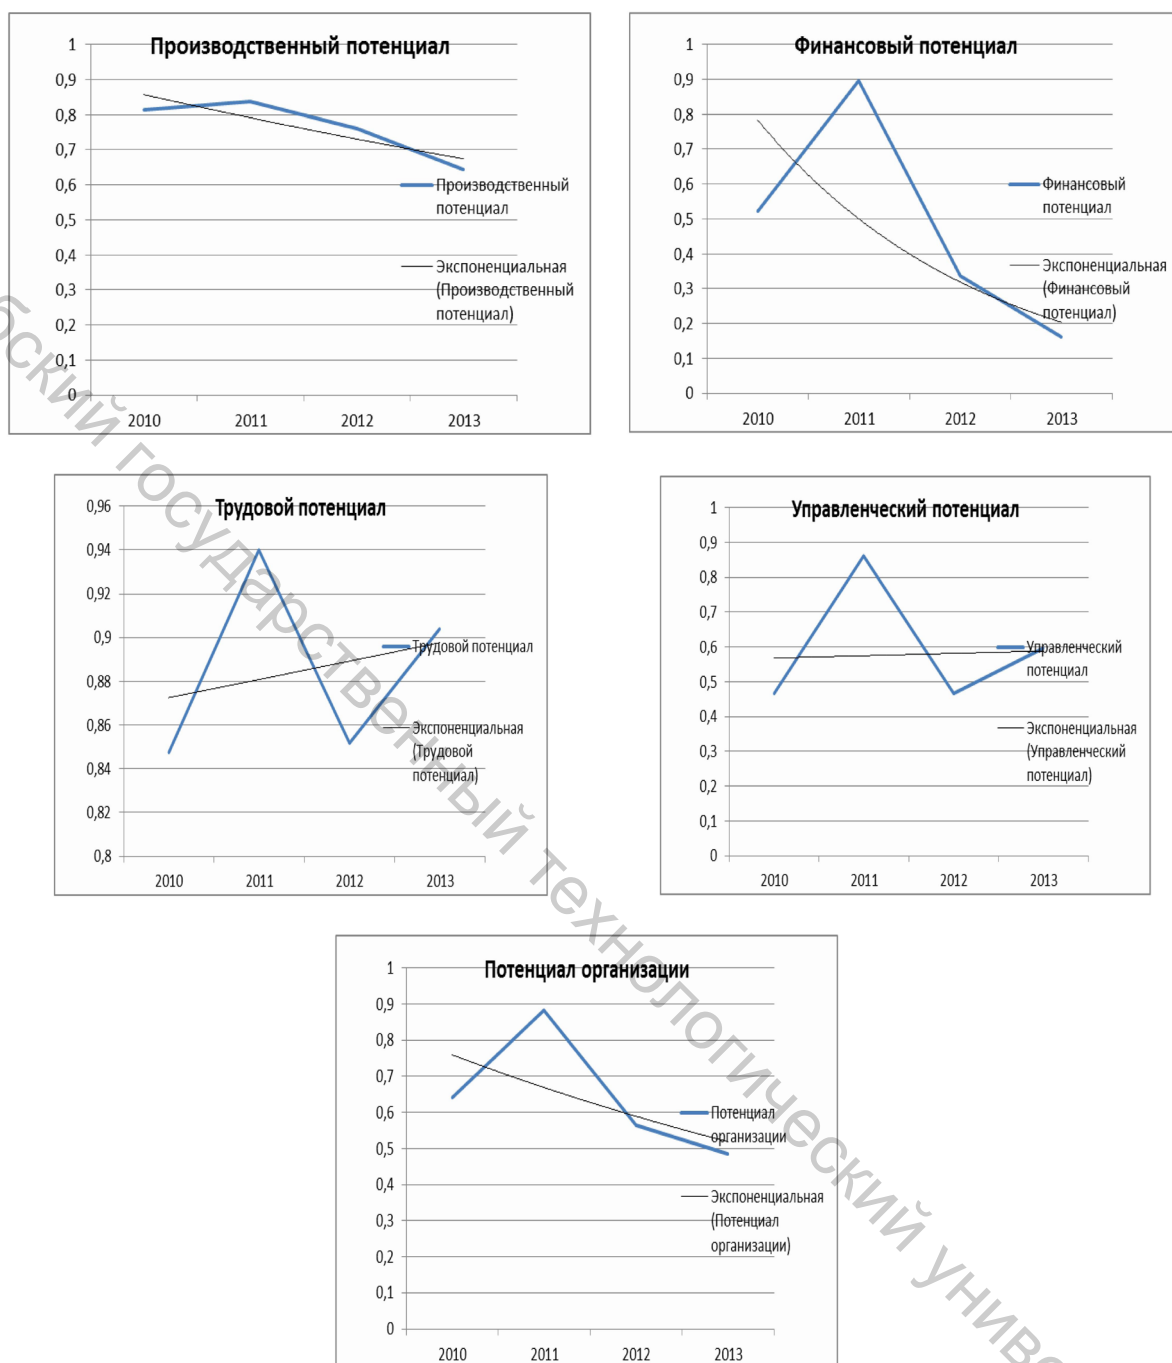 Производственный потенциал
1
0,9
0,8
0,7
0,6
0,5
0,4
0,3
0,2
0,1
0
2010 2011 2012 2013
Производственный
потенциал
Экспоненциальная
(Производственный
потенциал)
Финансовый потенциал
1
0,9
0,8
0,7
0,6
0,5
0,4
0,3
0,2
0,1
0
2010 2011 2012 2013
Финансовый
потенциал
Экспоненциальная
(Финансовый
потенциал)
Трудовой потенциал
0,96
0,94
0,92
0,9
0,88
0,86
0,84
0,82
0,8
2010 2011 2012 2013
Трудовой потенциал
Экспоненциальная
(Трудовой
потенциал)
Управленческий потенциал
1
0,9
0,8
0,7
0,6
0,5
0,4
0,3
0,2
0,1
0
2010 2011 2012 2013
Управленческий
потенциал
Экспоненциальная
(Управленческий
потенциал)
Потенциал организации
1
0,9
0,8
0,7
0,6
0,5
0,4
0,3
0,2
0,1
0
2010 2011 2012 2013
Потенциал
организации
Экспоненциальная
(Потенциал
организации)
бский государственный технологический универс